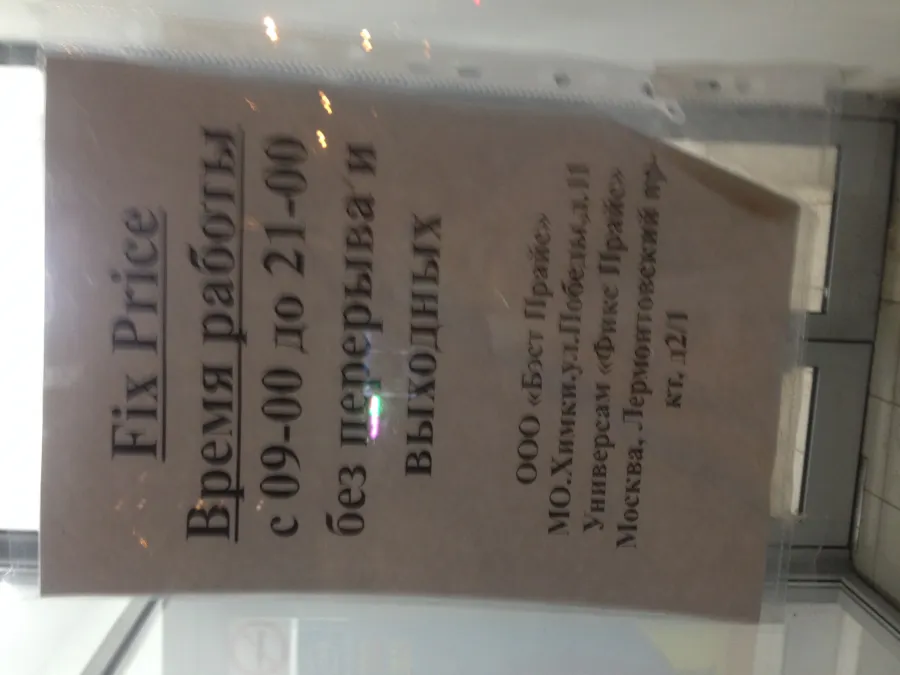 Fix Price
Время работы
с 09-00 до 21-00
без перерыва и
выходных
ООО «Бэст Прайс»
МО.,Химки.ул.Победы,д.11
Универсам «Фикс Прайс»
Москва, Лермонтовский пр-
кт. д2/1